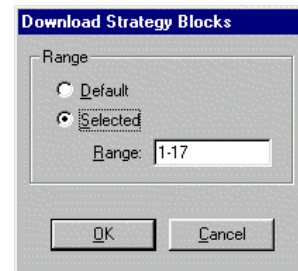 Download Strategy Blocks
Range
Default
Selected
Range: 1-17
OK Cancel